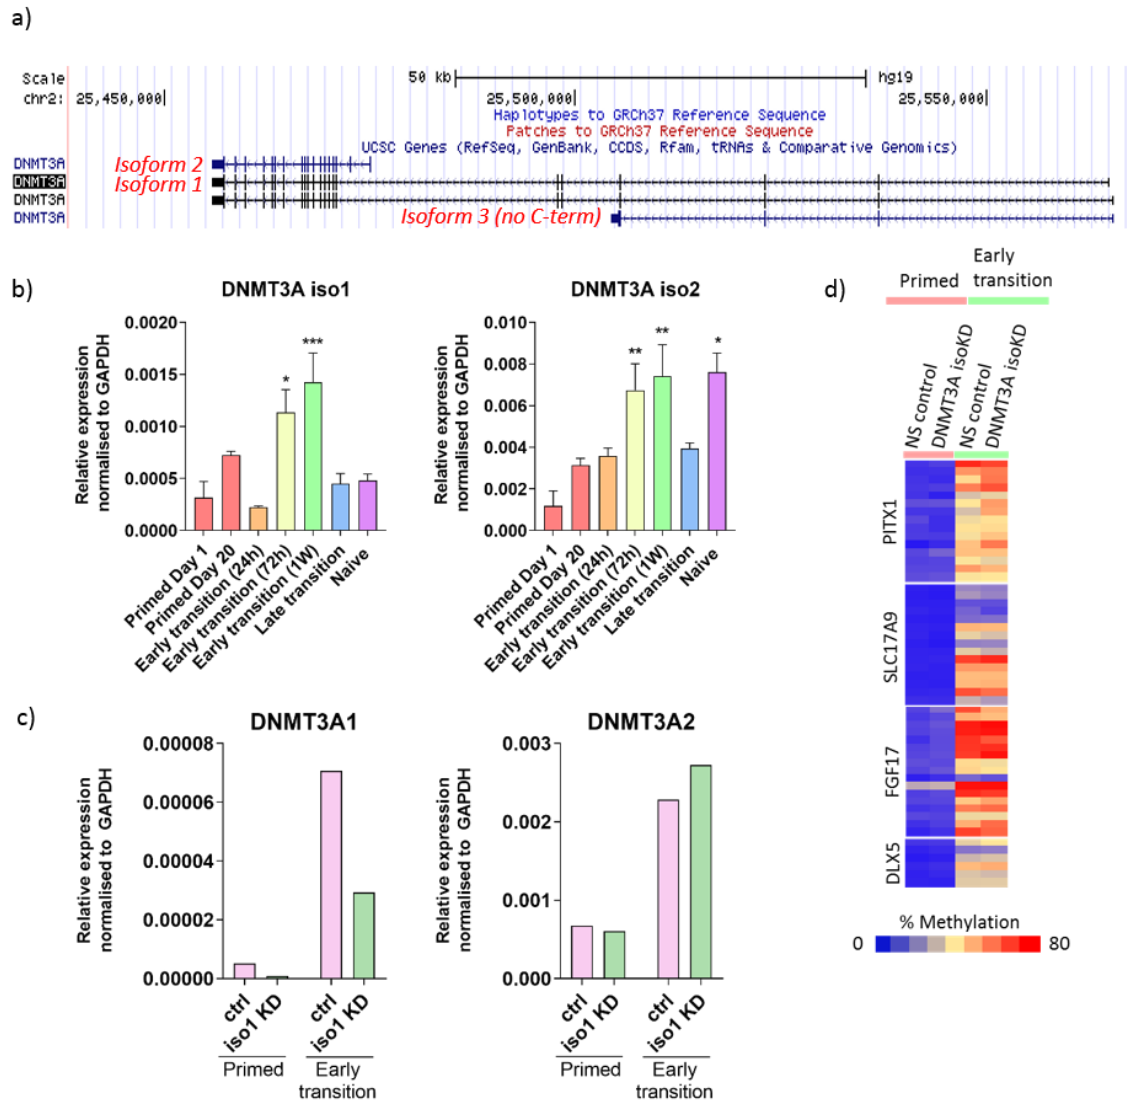 a)
Scale
50 kb
hg19
chr2:
25,450,000
25,500,000
25,550,000
Haplotypes to GRCh37 Reference Sequence
Patches to GRCh37 Reference Sequence
UCSC Genes (RefSeq, GenBank, CCDS, Rfam, tRNAs & Comparative Genomics)
DNMT3A
Isoform 2
DNMT3A
Isoform 1
DNMT3A
DNMT3A
Isoform 3 (no C-term)
b)
DNMT3A iso1
Relative expression
normalised to GAPDH
0.0020
0.0015
0.0010
0.0005
0.0000
*
***
Primed Day 1
Primed Day 20
Early transition (24h)
Early transition (72h)
Early transition (1W)
Late transition
Naive
DNMT3A iso2
Relative expression
normalised to GAPDH
0.010
0.008
0.006
0.004
0.002
0.000
**
**
*
Primed Day 1
Primed Day 20
Early transition (24h)
Early transition (72h)
Early transition (1W)
Late transition
Naive
c)
DNMT3A1
Relative expression
normalised to GAPDH
0.00008
0.00006
0.00004
0.00002
0.00000
ctrl
iso1 KD
ctrl
iso1 KD
Primed
Early
transition
DNMT3A2
Relative expression
normalised to GAPDH
0.003
0.002
0.001
0.000
ctrl
iso1 KD
ctrl
iso1 KD
Primed
Early
transition
d)
Primed
Early
transition
NS control
DNMT3A isoKD
NS control
DNMT3A isoKD
PITX1
SLC17A9
FGF17
DLX5
% Methylation
0
80